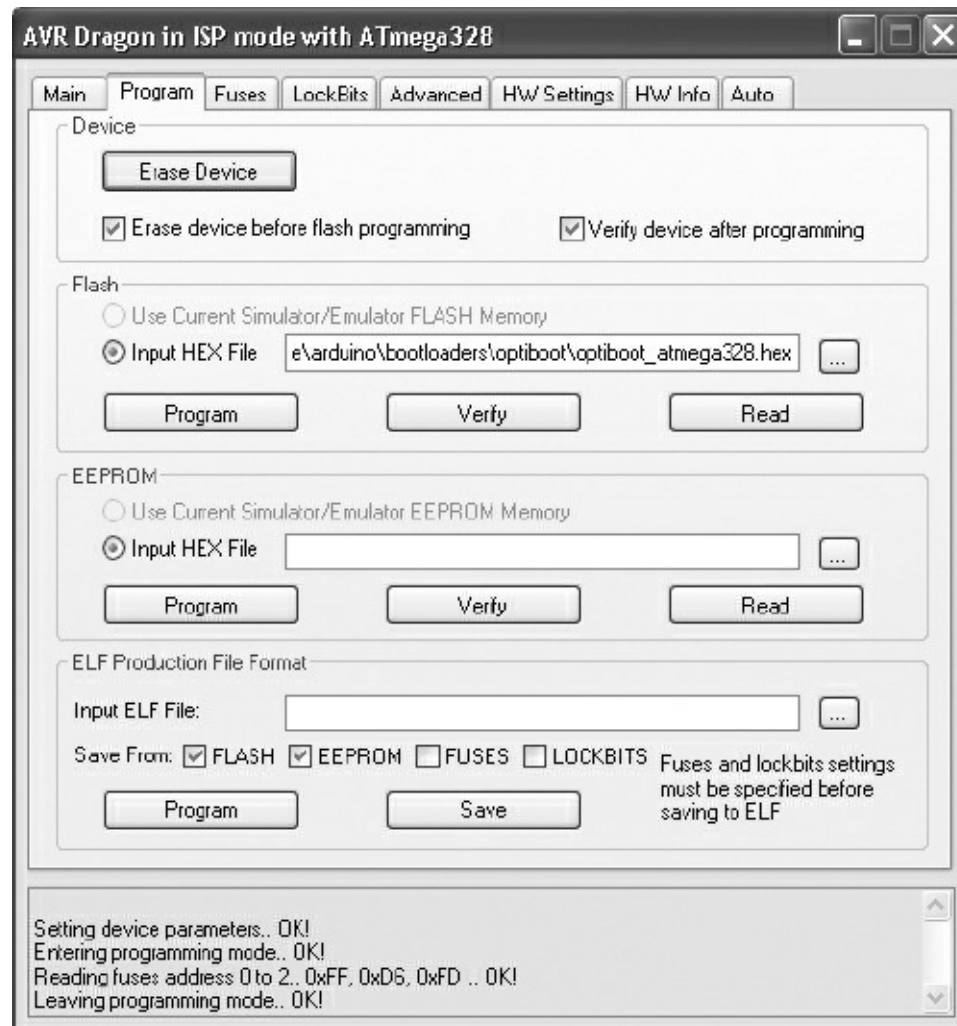 AVR Dragon in ISP mode with ATmega328
Main Program Fuses LockBits Advanced HW Settings HW Info Auto
Device
Erase Device
Erase device before flash programming Verify device after programming
Flash
Use Current Simulator/Emulator FLASH Memory
Input HEX File e\arduino\bootloaders\optiboot\optiboot_atmega328.hex ...
Program Verify Read
EEPROM
Use Current Simulator/Emulator EEPROM Memory
Input HEX File ...
Program Verify Read
ELF Production File Format
Input ELF File: ...
Save From: FLASH EEPROM FUSES LOCKBITS Fuses and lockbits settings
must be specified before
saving to ELF
Program Save
Setting device parameters.. OK!
Entering programming mode.. OK!
Reading fuses address 0 to 2.. 0xFF, 0xD6, 0xFD .. OK!
Leaving programming mode.. OK!